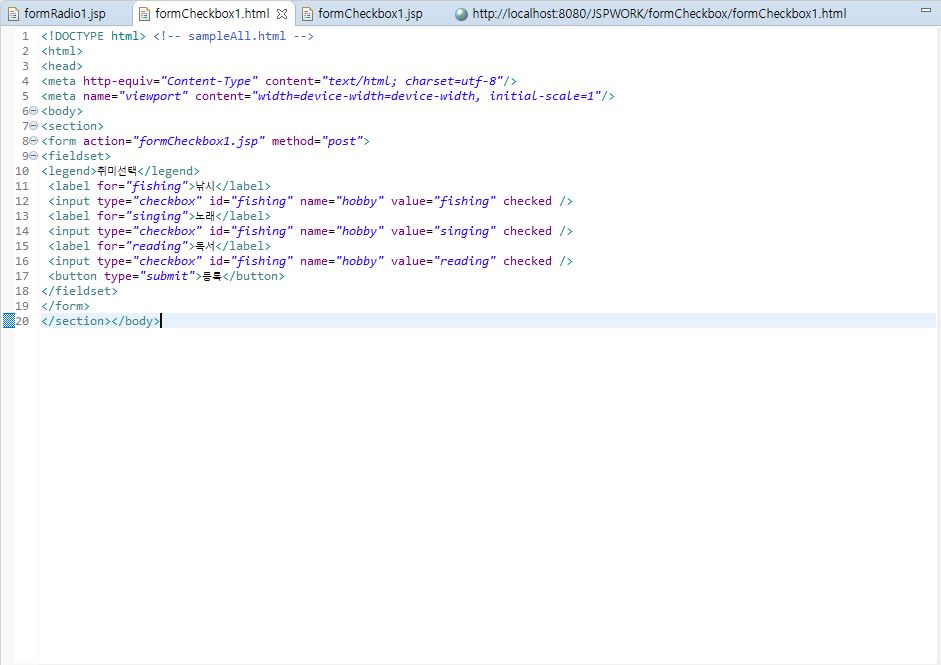 formRadio1.jsp formCheckbox1.html formCheckbox1.jsp http://localhost:8080/JSPWORK/formCheckbox/formCheckbox1.html
1 <!DOCTYPE html> <!-- sampleAll.html -->
2 <html>
3 <head>
4 <meta http-equiv="Content-Type" content="text/html; charset=utf-8"/>
5 <meta name="viewport" content="width=device-width=device-width, initial-scale=1"/>
6 <body>
7 <section>
8 <form action="formCheckbox1.jsp" method="post">
9 <fieldset>
10 <legend>취미선택</legend>
11 <label for="fishing">낚시</label>
12 <input type="checkbox" id="fishing" name="hobby" value="fishing" checked />
13 <label for="singing">노래</label>
14 <input type="checkbox" id="fishing" name="hobby" value="singing" checked />
15 <label for="reading">독서</label>
16 <input type="checkbox" id="fishing" name="hobby" value="reading" checked />
17 <button type="submit">등록</button>
18 </fieldset>
19 </form>
20 </section></body>